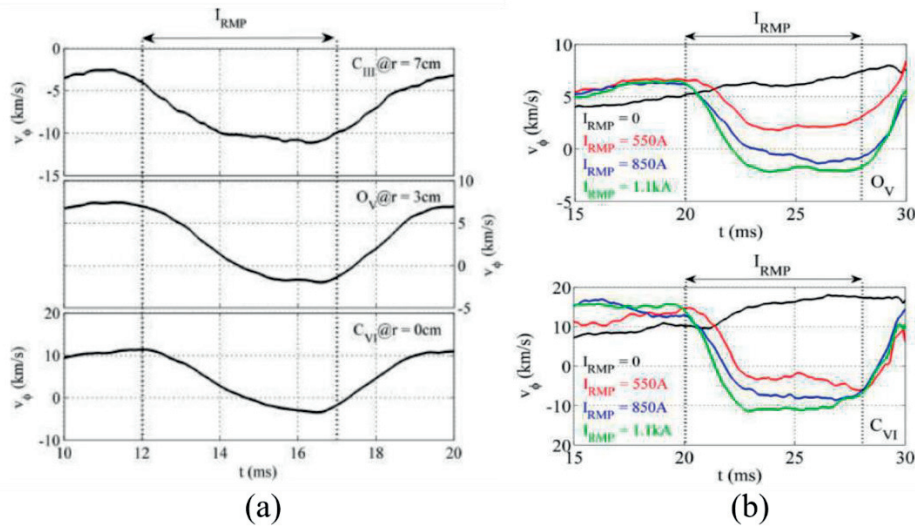 I_RMP
C_III@r = 7cm
v_ϕ (km/s)
0
-5
-10
-15
O_V@r = 3cm
v_ϕ (km/s)
10
5
0
-5
C_VI@r = 0cm
v_ϕ (km/s)
20
10
0
-10
10 12 14 16 18 20
t (ms)
(a)
I_RMP
v_ϕ (km/s)
10
5
0
-5
I_RMP = 0
I_RMP = 550A
I_RMP = 850A
I_RMP = 1.1kA
O_V
15 20 25 30
t (ms)
I_RMP
v_ϕ (km/s)
20
10
0
-10
-20
I_RMP = 0
I_RMP = 550A
I_RMP = 850A
I_RMP = 1.1kA
C_VI
15 20 25 30
t (ms)
(b)